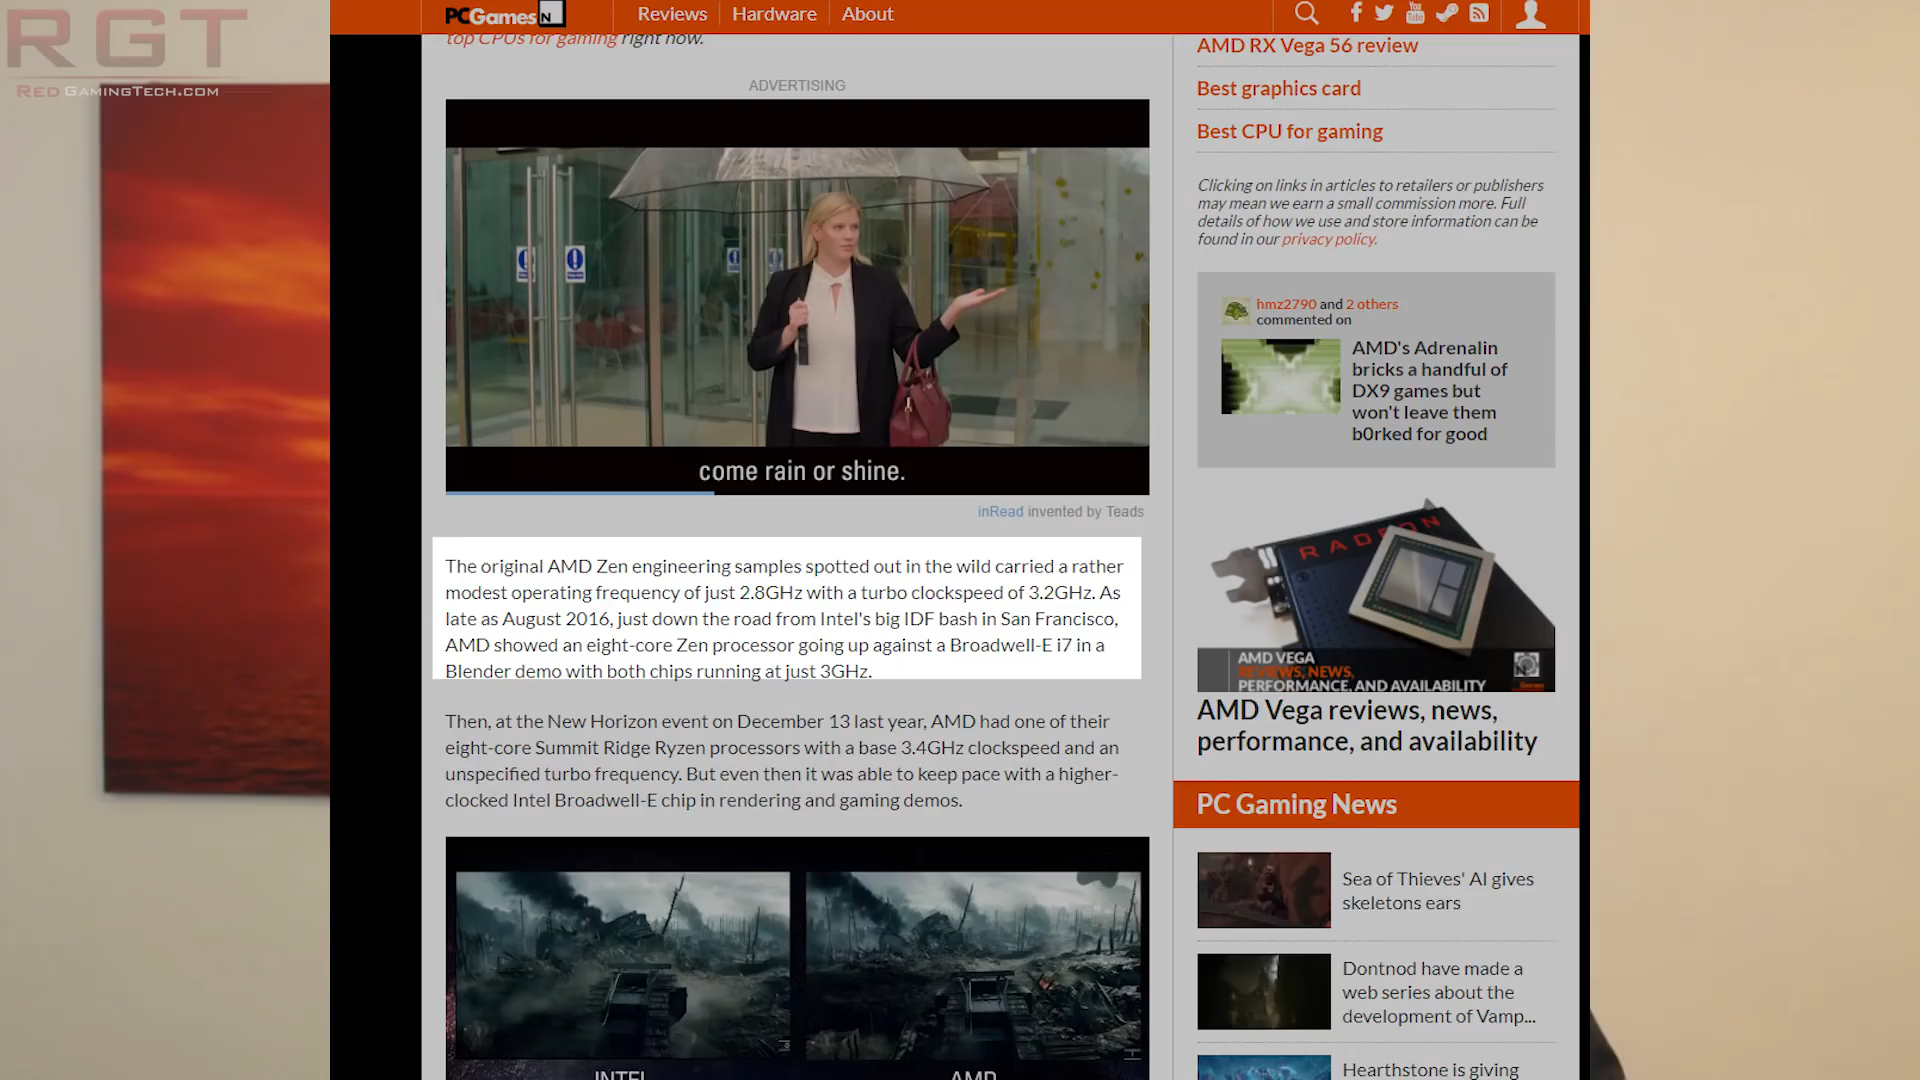 RGT
RED GAMINGTECH.COM
PCGamesN
Reviews
Hardware
About
top CPUs for gaming right now.
ADVERTISING
come rain or shine.
inRead invented by Teads
The original AMD Zen engineering samples spotted out in the wild carried a rather
modest operating frequency of just 2.8GHz with a turbo clockspeed of 3.2GHz. As
late as August 2016, just down the road from Intel's big IDF bash in San Francisco,
AMD showed an eight-core Zen processor going up against a Broadwell-E i7 in a
Blender demo with both chips running at just 3GHz.
Then, at the New Horizon event on December 13 last year, AMD had one of their
eight-core Summit Ridge Ryzen processors with a base 3.4GHz clockspeed and an
unspecified turbo frequency. But even then it was able to keep pace with a higher-
clocked Intel Broadwell-E chip in rendering and gaming demos.
INTEL
AMD
AMD RX Vega 56 review
Best graphics card
Best CPU for gaming
Clicking on links in articles to retailers or publishers
may mean we earn a small commission more. Full
details of how we use and store information can be
found in our privacy policy.
hmz2790 and 2 others
commented on
AMD's Adrenalin
bricks a handful of
DX9 games but
won't leave them
b0rked for good
RADEON
AMD VEGA
REVIEWS, NEWS,
PERFORMANCE, AND AVAILABILITY
AMD Vega reviews, news,
performance, and availability
PC Gaming News
Sea of Thieves' AI gives
skeletons ears
Dontnod have made a
web series about the
development of Vamp...
Hearthstone is giving